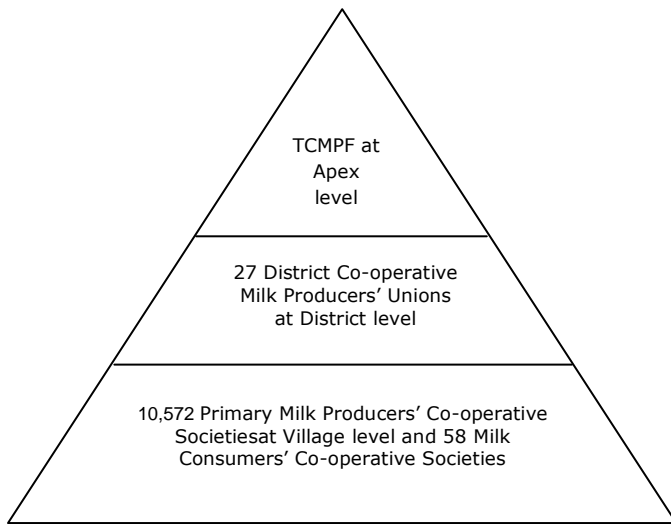 TCMPF at
Apex
level
27 District Co-operative
Milk Producers’ Unions
at District level
10,572 Primary Milk Producers’ Co-operative
Societiesat Village level and 58 Milk
Consumers’ Co-operative Societies